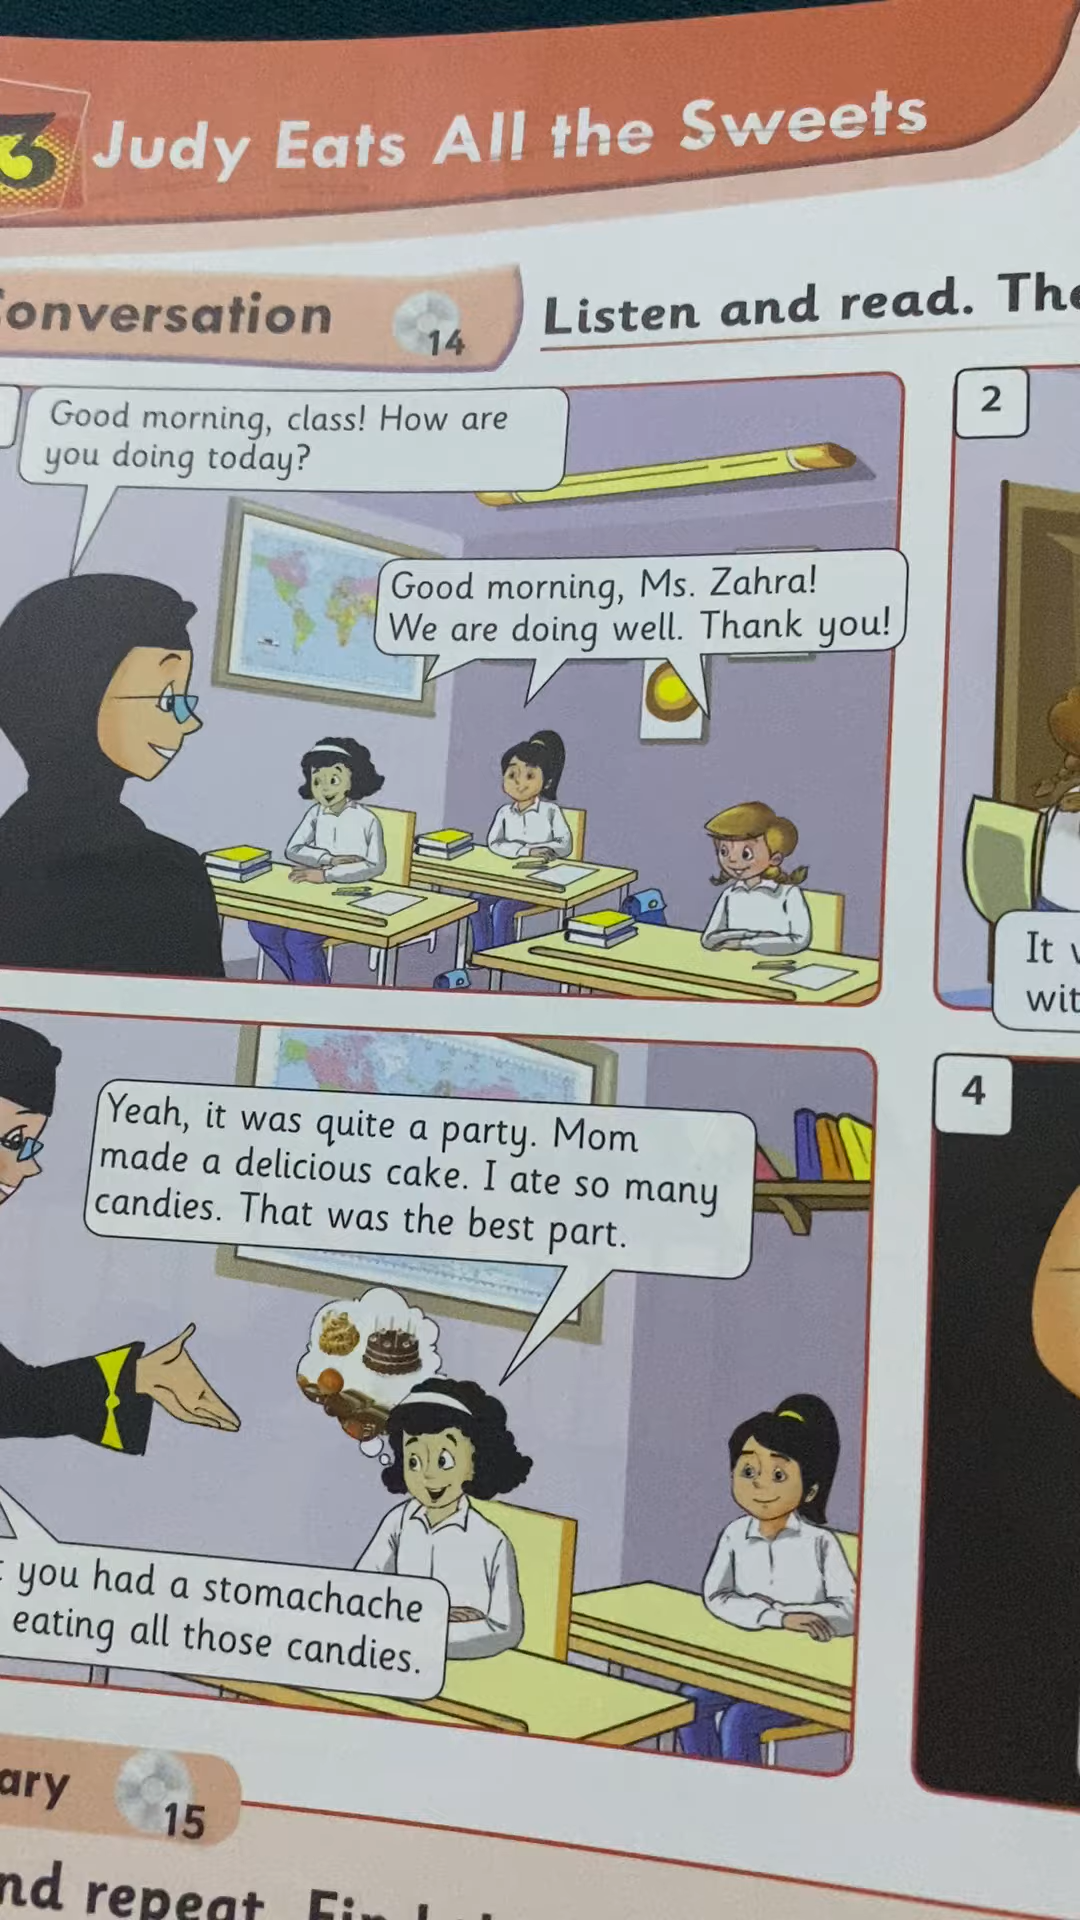 3
Judy Eats All the Sweets
onversation
14
Listen and read. The
Good morning, class! How are
you doing today?
Good morning, Ms. Zahra!
We are doing well. Thank you!
2
It
wit
Yeah, it was quite a party. Mom
made a delicious cake. I ate so many
candies. That was the best part.
you had a stomachache
eating all those candies.
4
ary
15
nd repeat.